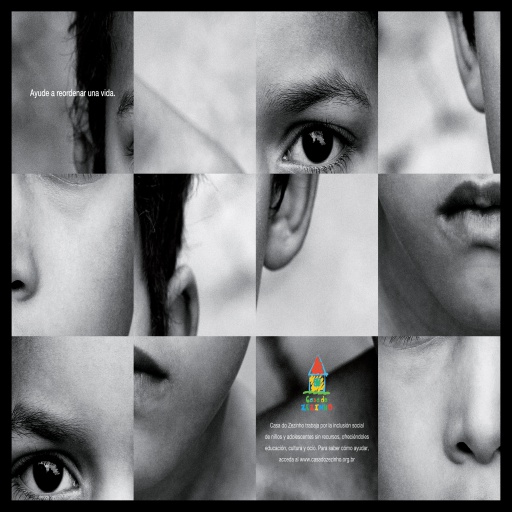 Ayude a reordenar una vida.
Casa do
ZEZINHO
Casa do Zezinho trabaja por la inclusión social
de niños y adolescentes sin recursos, ofreciéndoles
educación, cultura y ocio. Para saber cómo ayudar,
acceda al www.casadozezinho.org.br